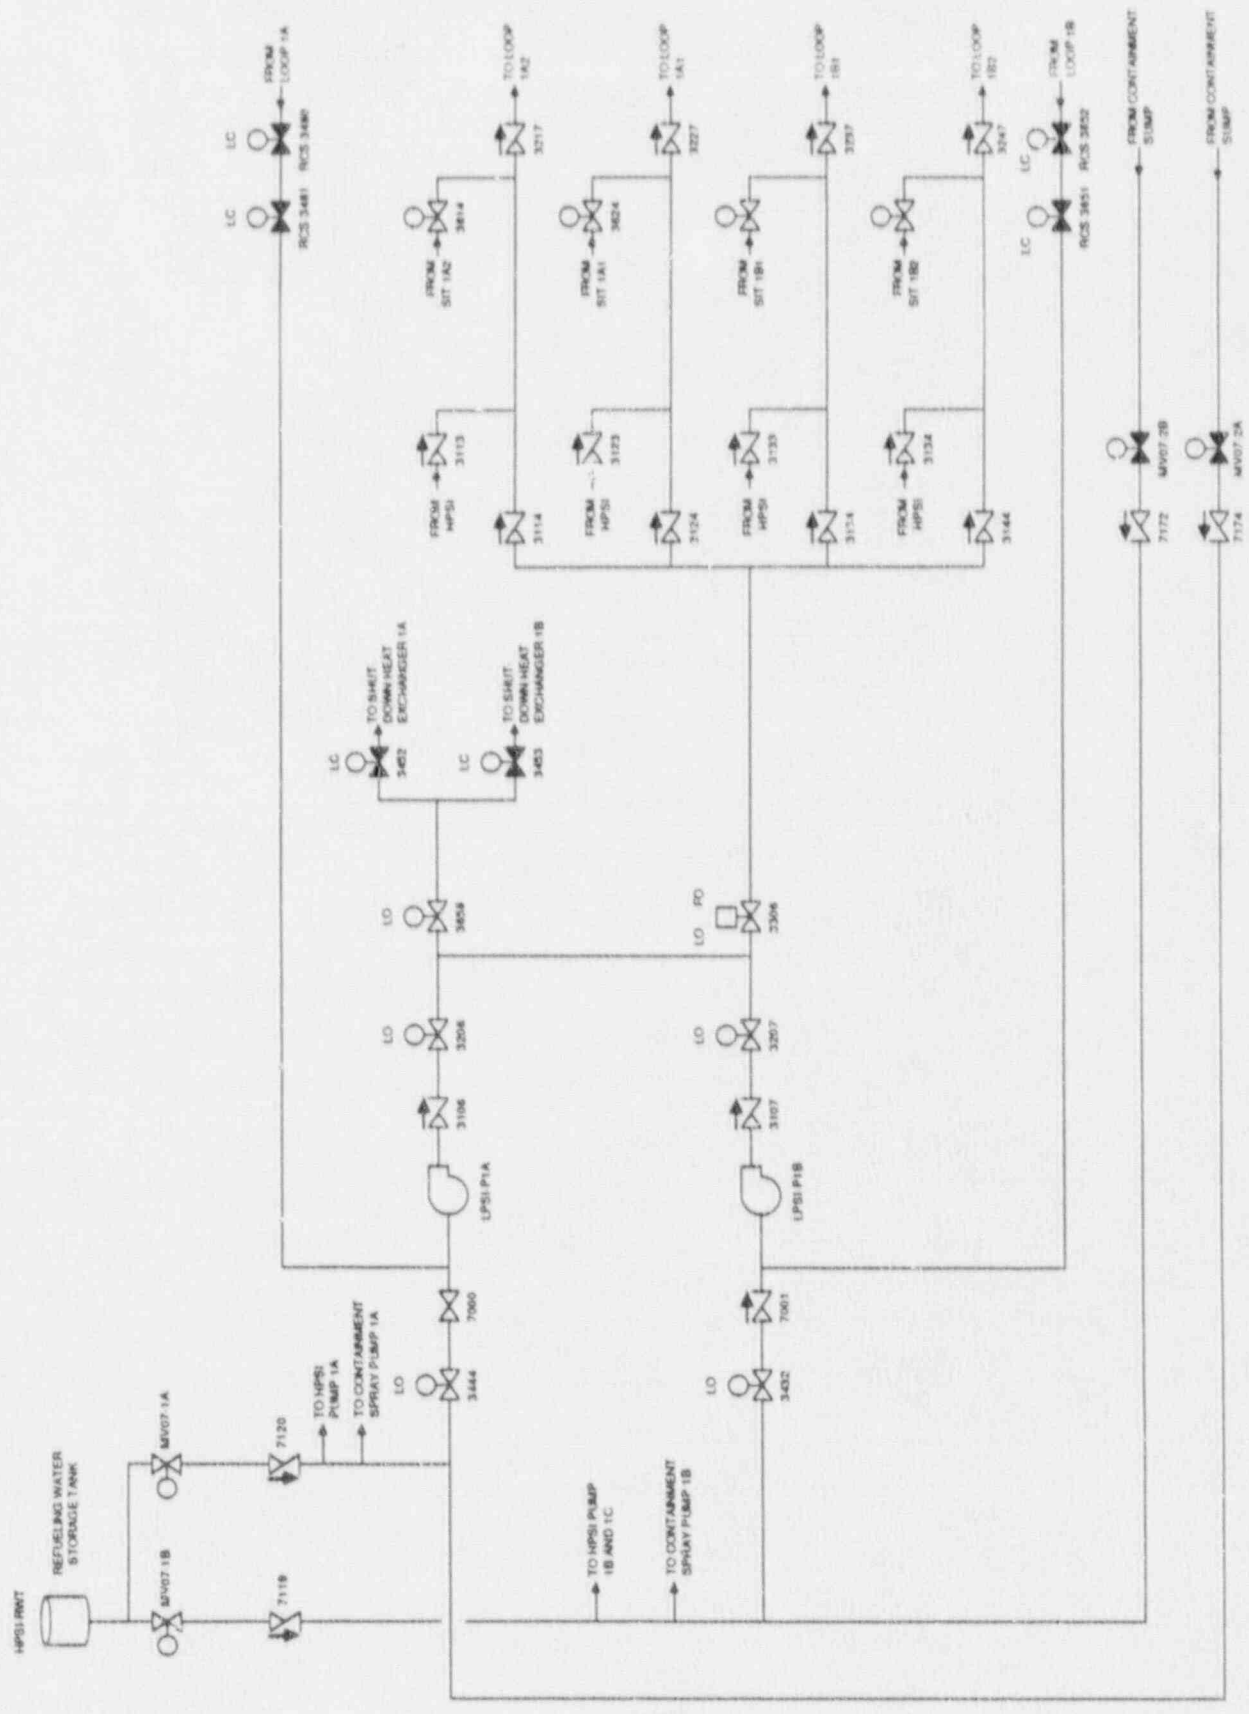 HPSI-RWT
REFUELING WATER
STORAGE TANK
MV07 1B
MV07 1A
7119
7120
TO HPSI
PUMP 1A
TO CONTAINMENT
SPRAY PUMP 1A
TO HPSI PUMP
1B AND 1C
TO CONTAINMENT
SPRAY PUMP 1B
LO
3444
7000
LO
3432
7001
LPSI P1A
LPSI P1B
3106
3107
LO
3206
LO
3207
LO
3658
LO FO
3306
LC
3452
TO SHUT
DOWN HEAT
EXCHANGER 1A
LC
3453
TO SHUT
DOWN HEAT
EXCHANGER 1B
3114
3124
3144
FROM
HPSI
3113
FROM
HPSI
3123
FROM
HPSI
3133
FROM
HPSI
3134
FROM
SIT 1A2
3614
FROM
SIT 1A1
3624
FROM
SIT 1B1
FROM
SIT 1B2
3217
3227
3237
3247
TO LOOP
1A2
TO LOOP
1A1
TO LOOP
1B1
TO LOOP
1B2
LC
RCS 3481
LC
RCS 3480
FROM
LOOP 1A
LC
RCS 3651
LC
RCS 3652
FROM
LOOP 1B
7172
MV07 2B
FROM CONTAINMENT
SUMP
7174
MV07 2A
FROM CONTAINMENT
SUMP